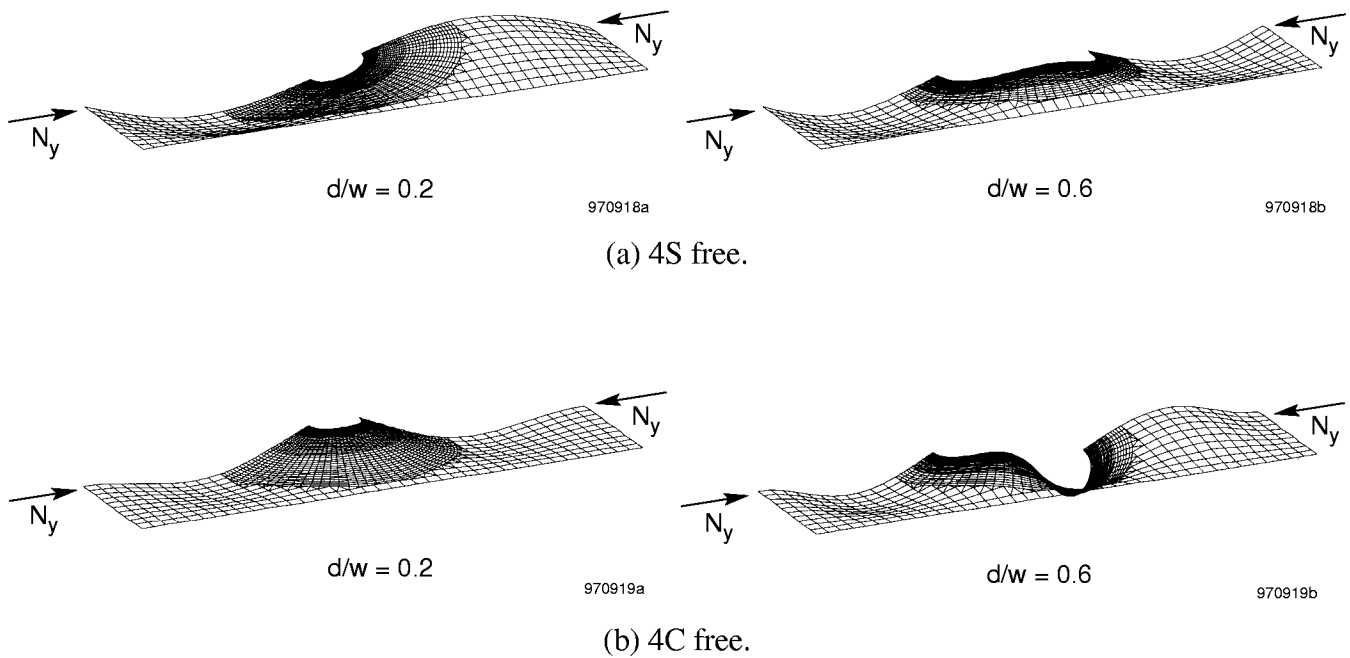 N_y
N_y
N_y
N_y
d/w = 0.2
d/w = 0.6
970918a
970918b
(a) 4S free.
N_y
N_y
N_y
N_y
d/w = 0.2
d/w = 0.6
970919a
970919b
(b) 4C free.